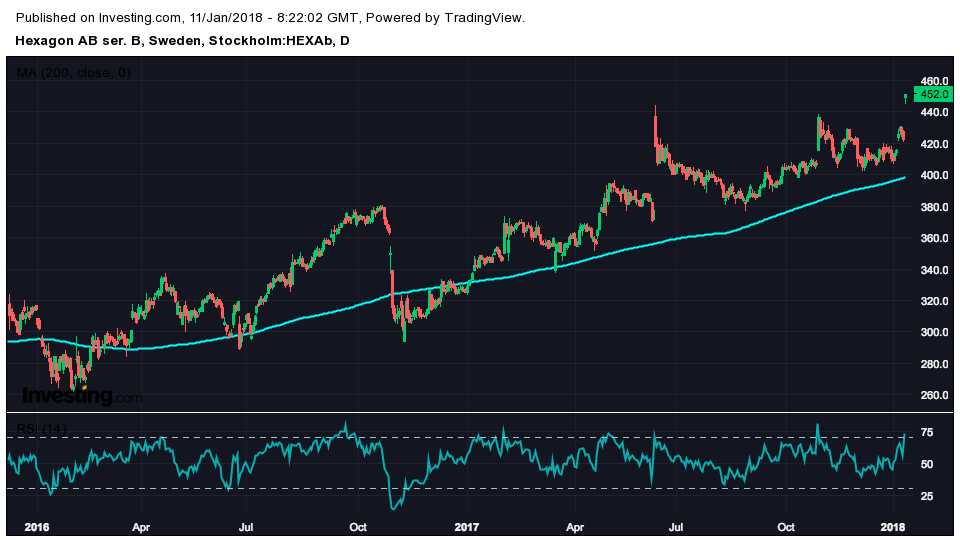 Published on Investing.com, 11/Jan/2018 - 8:22:02 GMT, Powered by TradingView.
Hexagon AB ser. B, Sweden, Stockholm:HEXAb, D
MA (200, close, 0)
460.0
452.0
440.0
420.0
400.0
380.0
360.0
340.0
320.0
300.0
280.0
260.0
Investing.com
RSI (14)
75
50
25
2016 Apr Jul Oct 2017 Apr Jul Oct 2018